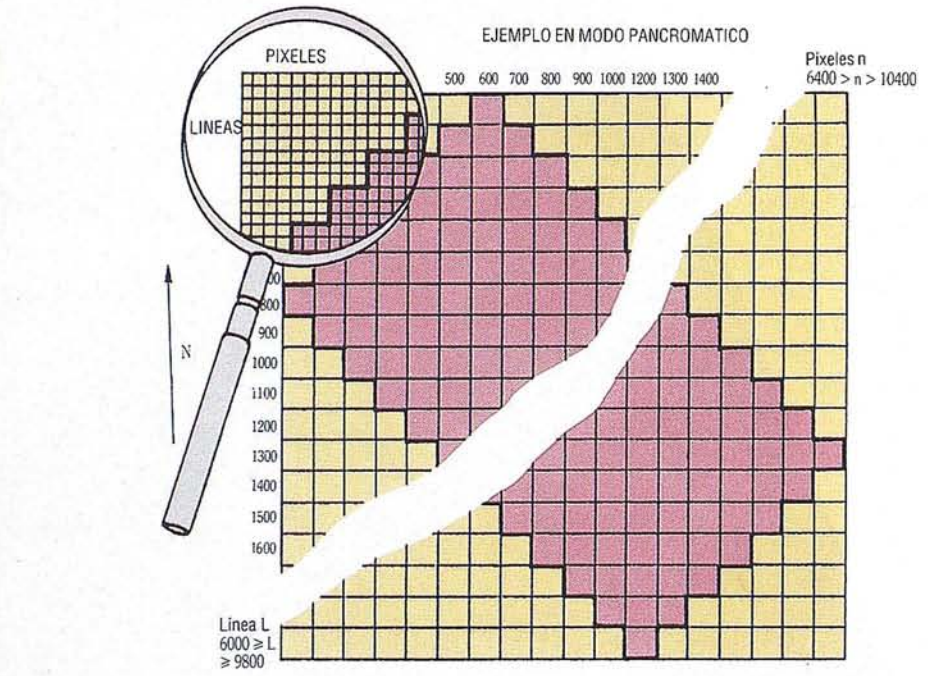 EJEMPLO EN MODO PANCROMATICO
PIXELES
LINEAS
500 600 700 800 900 1000 1200 1300 1400
Pixeles n
6400 > n > 10400
800
900
1000
1100
1200
1300
1400
1500
1600
N
Línea L
6000 ≥ L
≥ 9800